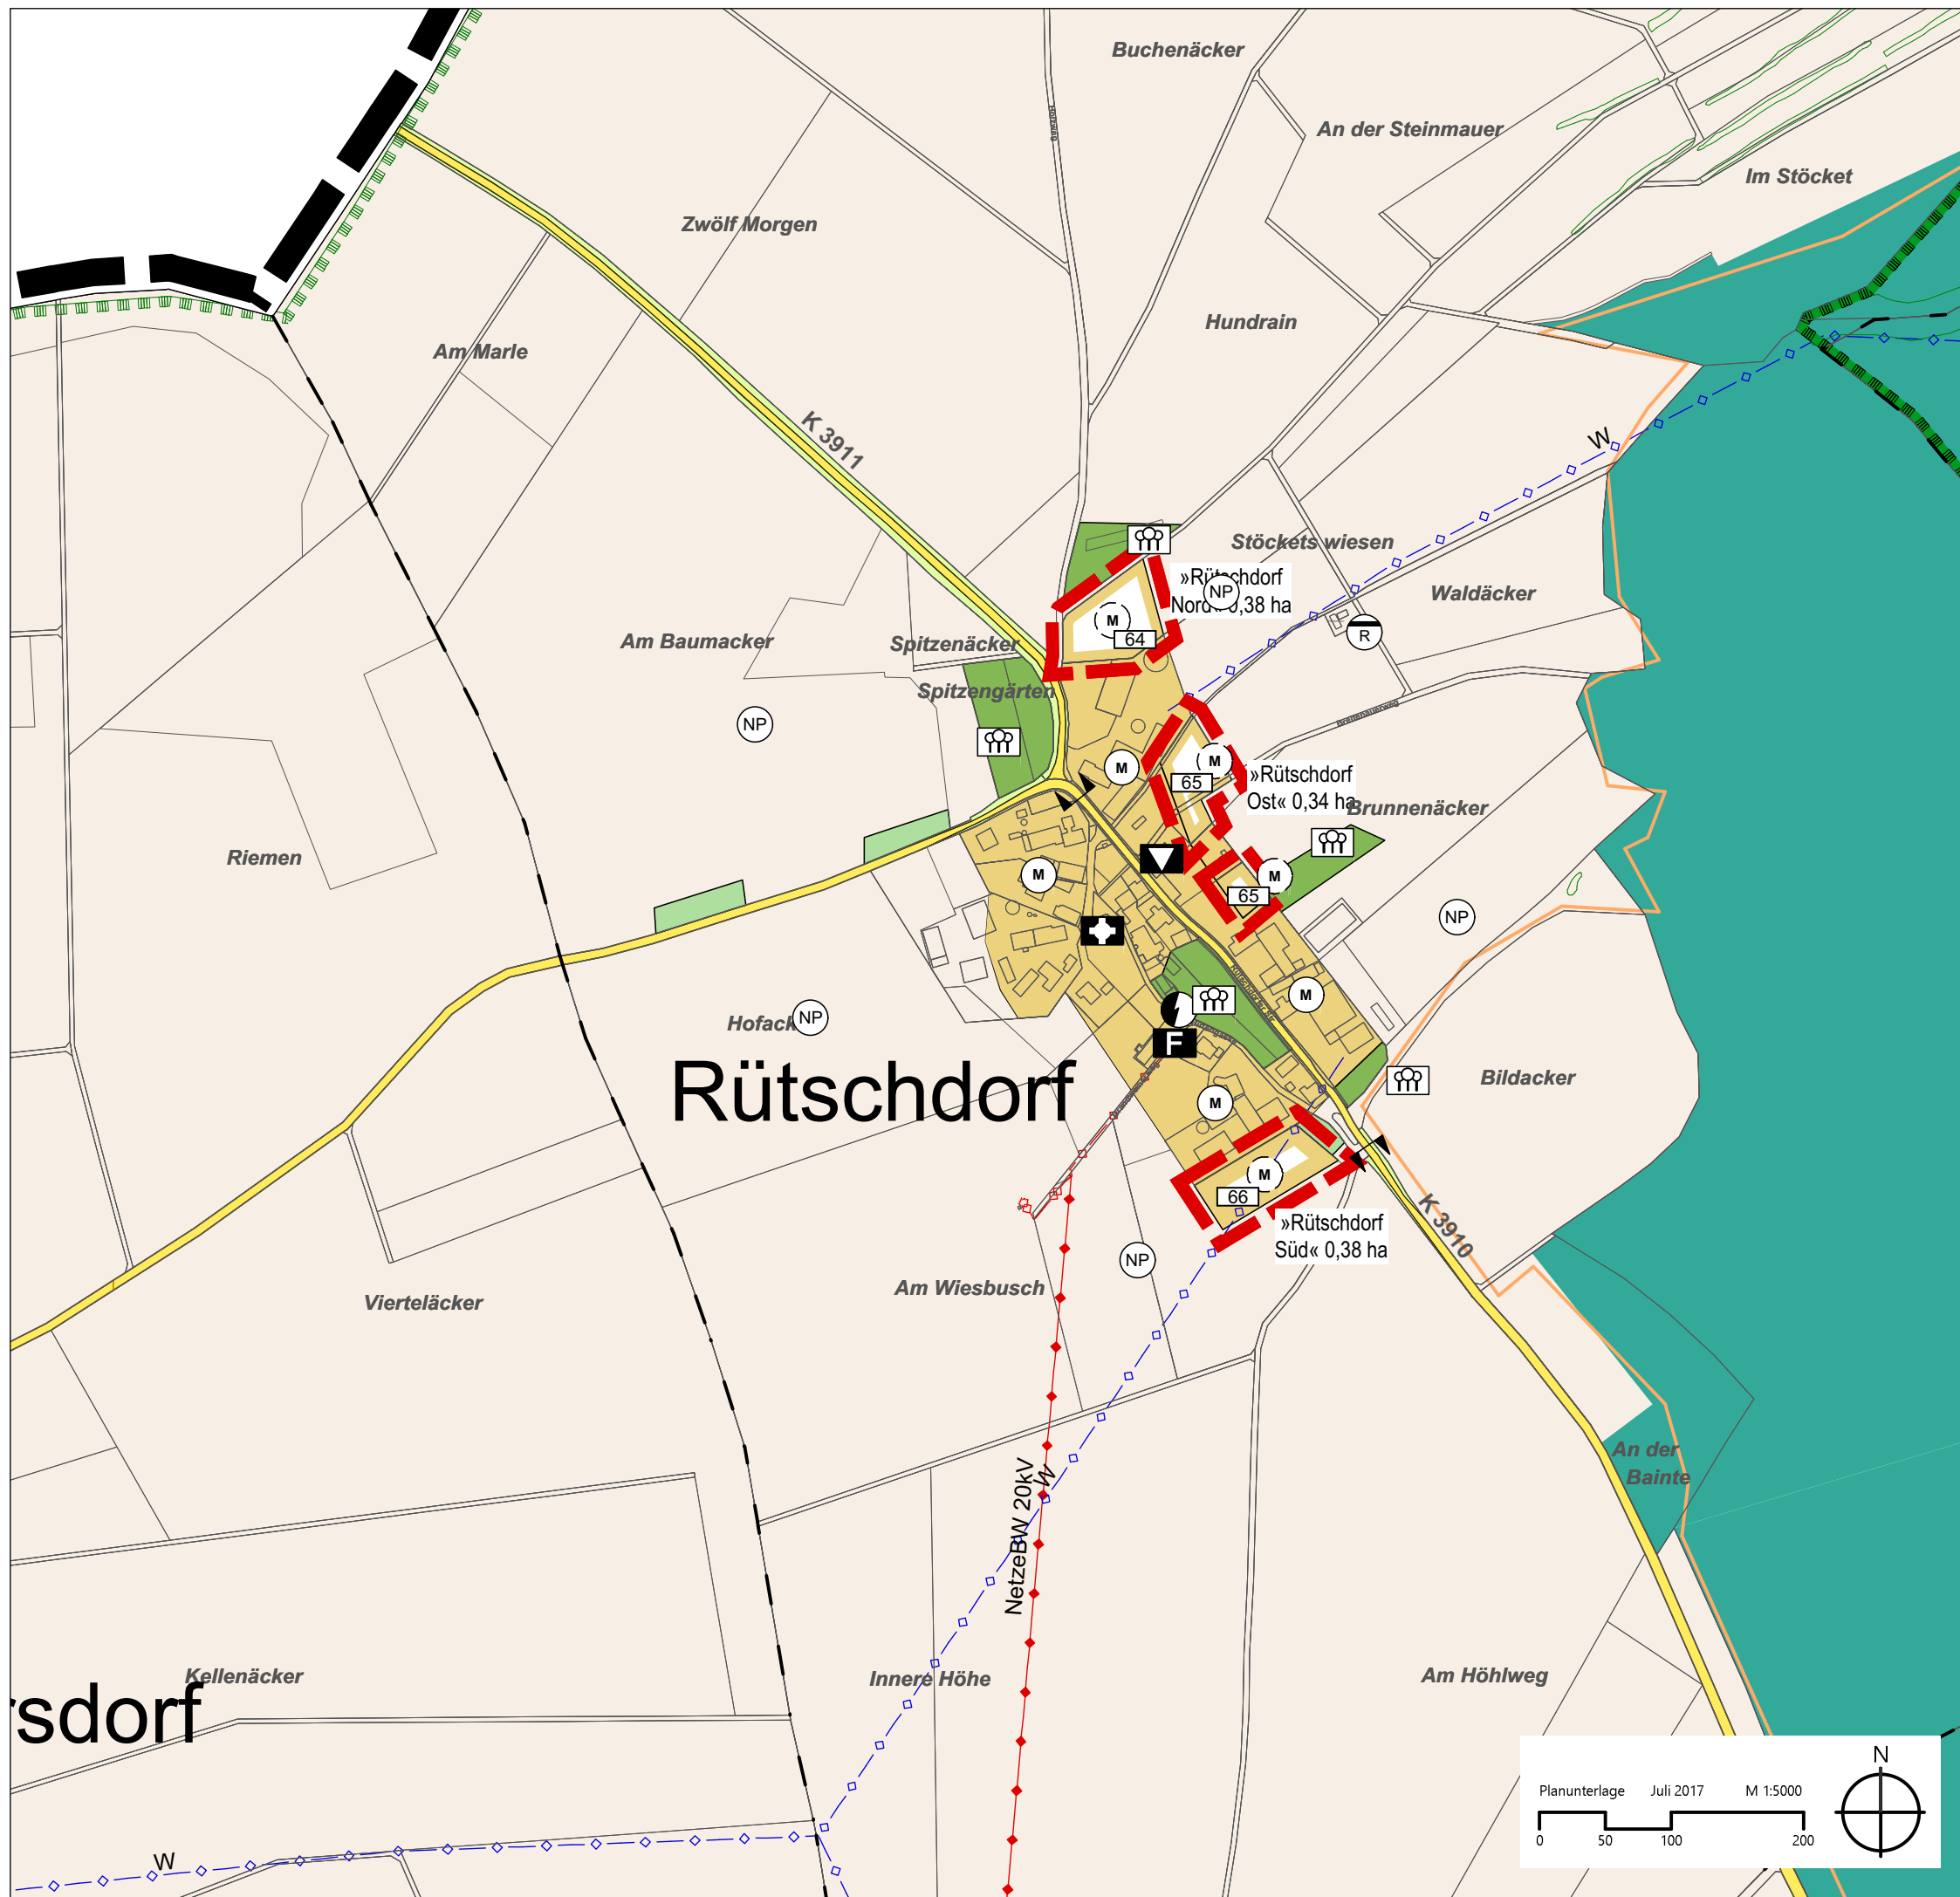 Buchenäcker
An der Steinmauer
Im Stöcket
Zwölf Morgen
Hundrain
Am Marle
K 3911
W
Stöckets wiesen
»Rütschdorf
Nord« 0,38 ha
NP
M
64
R
Waldäcker
Am Baumacker
Spitzenäcker
Spitzengärten
NP
M
M
65
»Rütschdorf
Ost« 0,34 ha
Brunnenäcker
Riemen
M
M
65
NP
M
Hofack
NP
F
Rütschdorfer Str.
Rütschdorf
M
Bildacker
M
66
»Rütschdorf
Süd« 0,38 ha
K 3910
NP
Am Wiesbusch
Vierteläcker
An der
Bainte
NetzeBW 20kV
W
Kellenäcker
rsdorf
Innere Höhe
Am Höhlweg
W
N
Planunterlage Juli 2017 M 1:5000
0 50 100 200